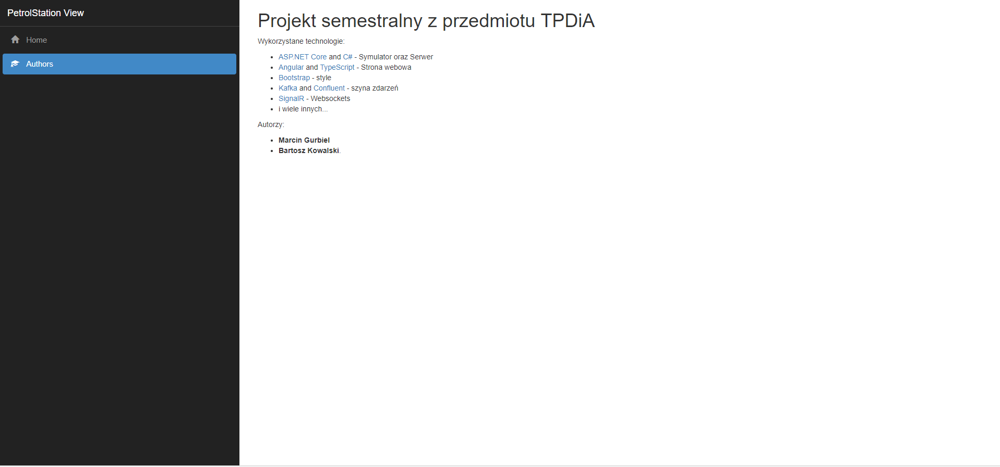 PetrolStation View
Home
Authors
Projekt semestralny z przedmiotu TPDiA
Wykorzystane technologie:
ASP.NET Core and C# - Symulator oraz Serwer
Angular and TypeScript - Strona webowa
Bootstrap - style
Kafka and Confluent - szyna zdarzeń
SignalR - Websockets
i wiele innych...
Autorzy:
Marcin Gurbiel
Bartosz Kowalski.